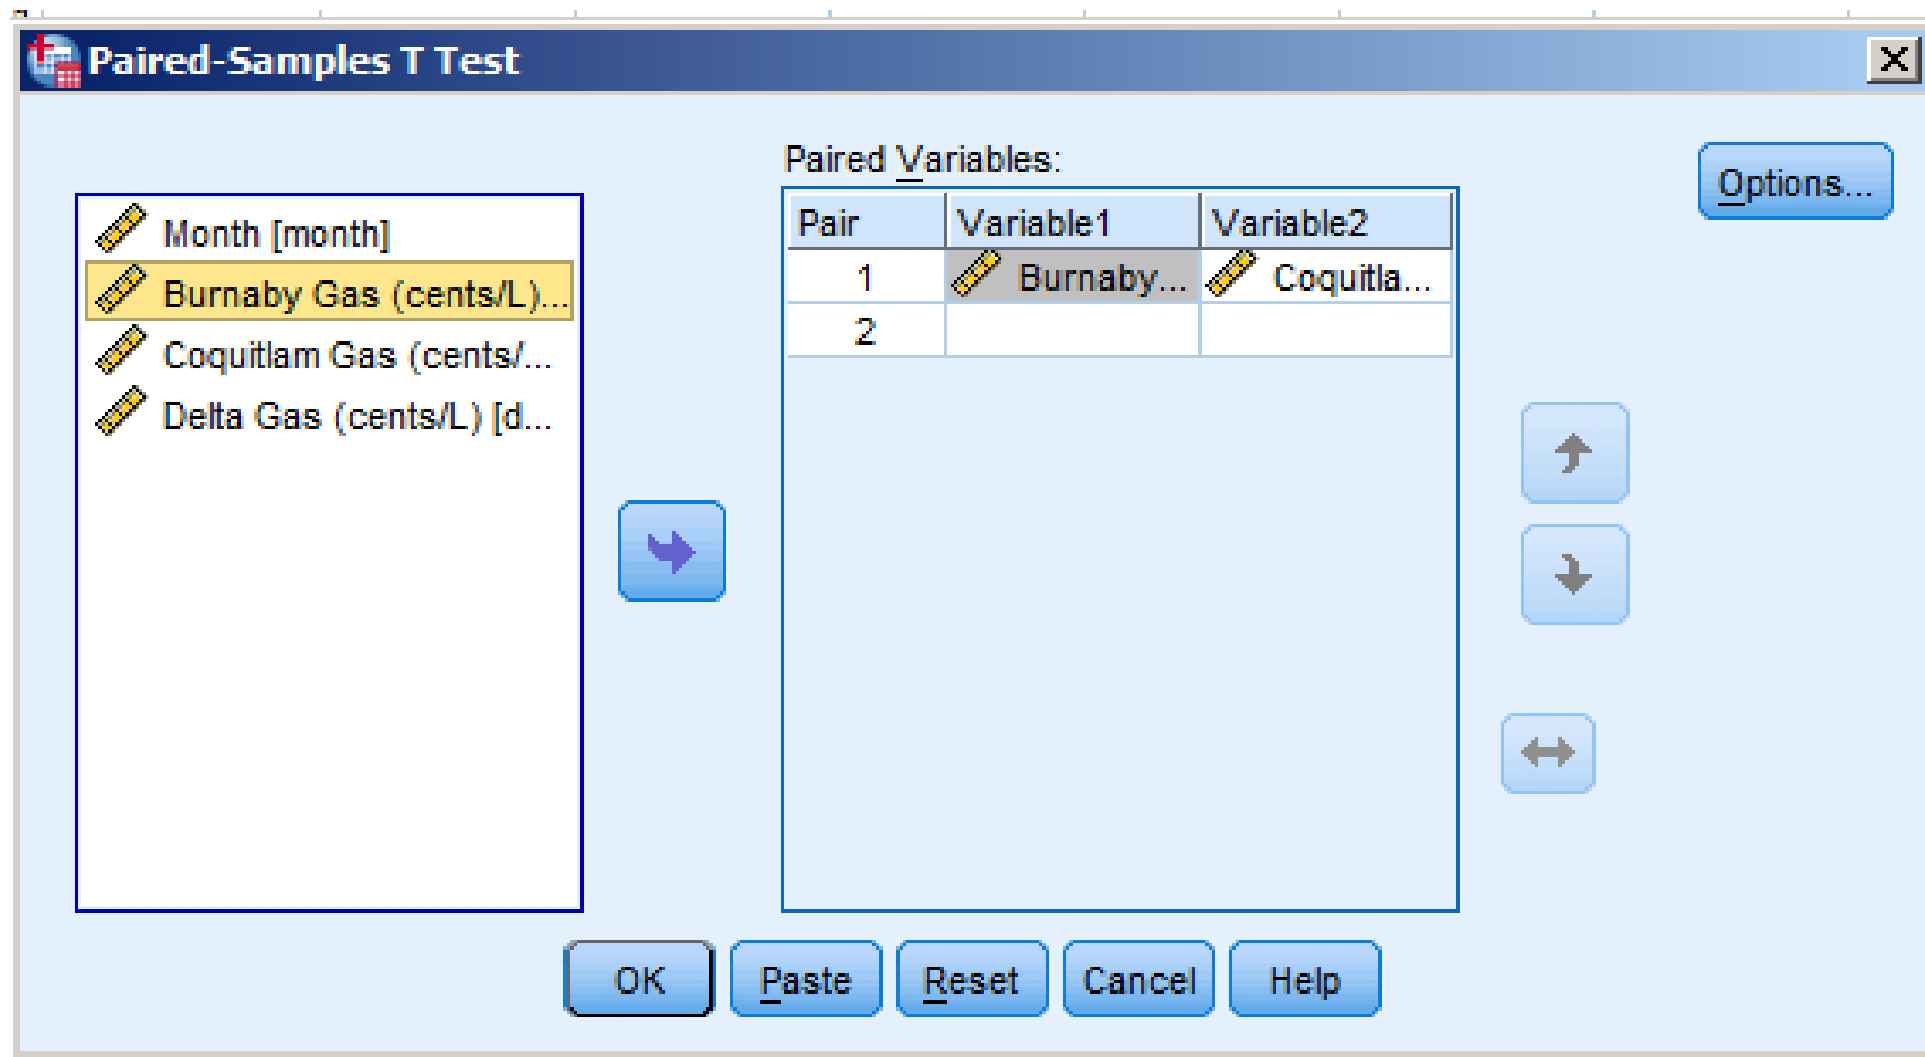 Paired-Samples T Test
Paired Variables:
Options...
Month [month]
Burnaby Gas (cents/L)...
Coquitlam Gas (cents/...
Delta Gas (cents/L) [d...
Pair Variable1 Variable2
1 Burnaby... Coquitla...
2
OK Paste Reset Cancel Help